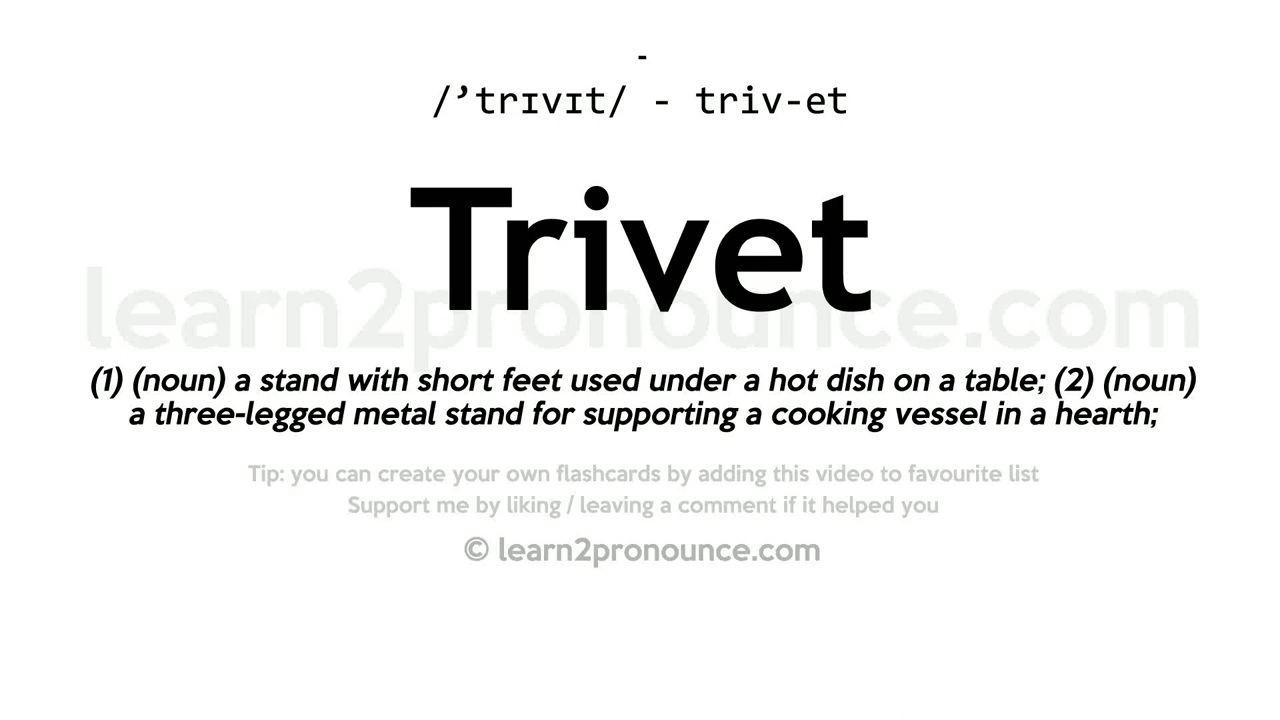 -
/’trɪvɪt/ - triv-et
Trivet
learn2pronounce.com
(1) (noun) a stand with short feet used under a hot dish on a table; (2) (noun)
a three-legged metal stand for supporting a cooking vessel in a hearth;
Tip: you can create your own flashcards by adding this video to favourite list
Support me by liking / leaving a comment if it helped you
© learn2pronounce.com